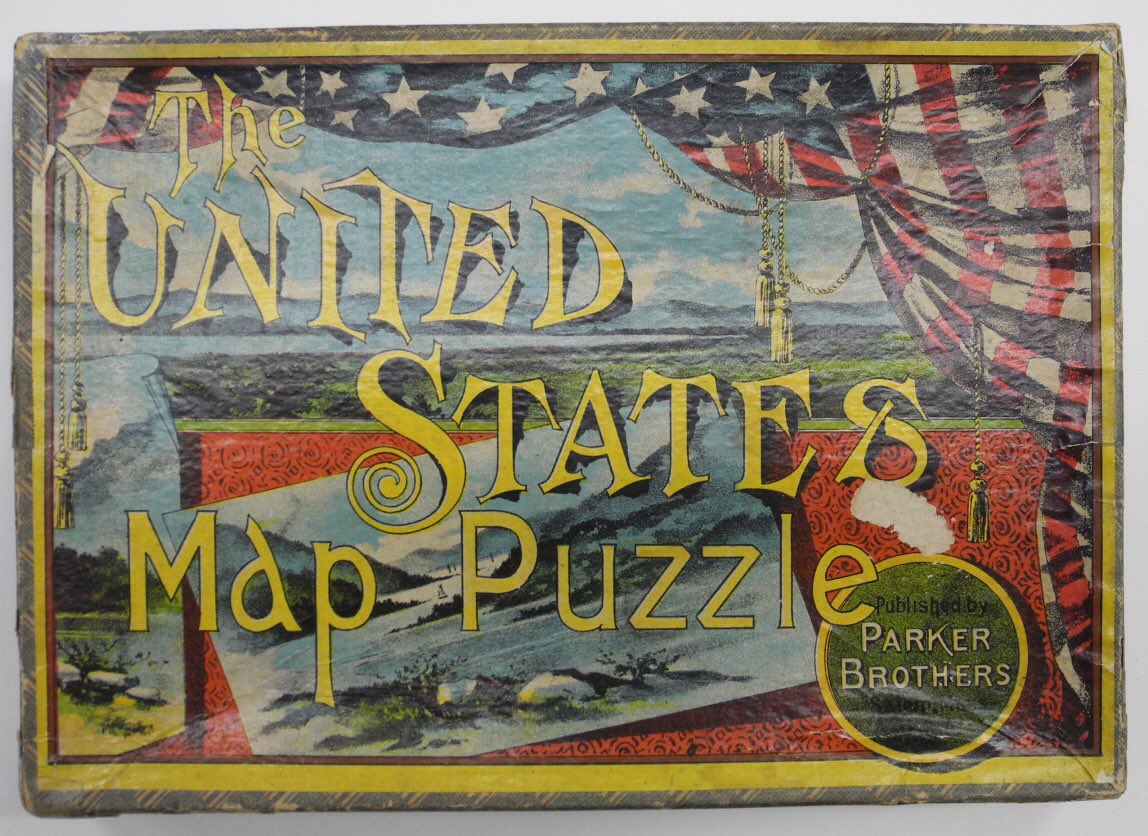 The
UNITED
STATES
Map Puzzle
Published by
PARKER
BROTHERS